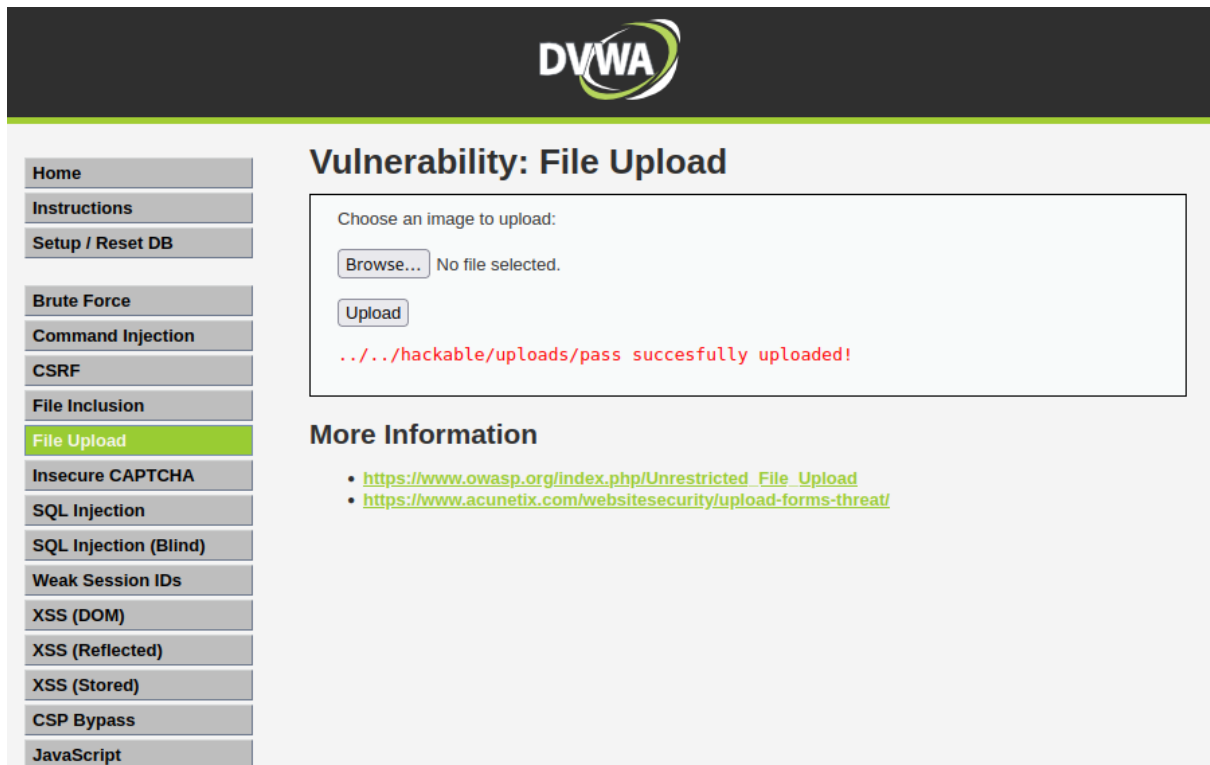 DVWA
Home
Instructions
Setup / Reset DB
Brute Force
Command Injection
CSRF
File Inclusion
File Upload
Insecure CAPTCHA
SQL Injection
SQL Injection (Blind)
Weak Session IDs
XSS (DOM)
XSS (Reflected)
XSS (Stored)
CSP Bypass
JavaScript
Vulnerability: File Upload
Choose an image to upload:
Browse... No file selected.
Upload
../../hackable/uploads/pass succesfully uploaded!
More Information
https://www.owasp.org/index.php/Unrestricted_File_Upload
https://www.acunetix.com/websitesecurity/upload-forms-threat/